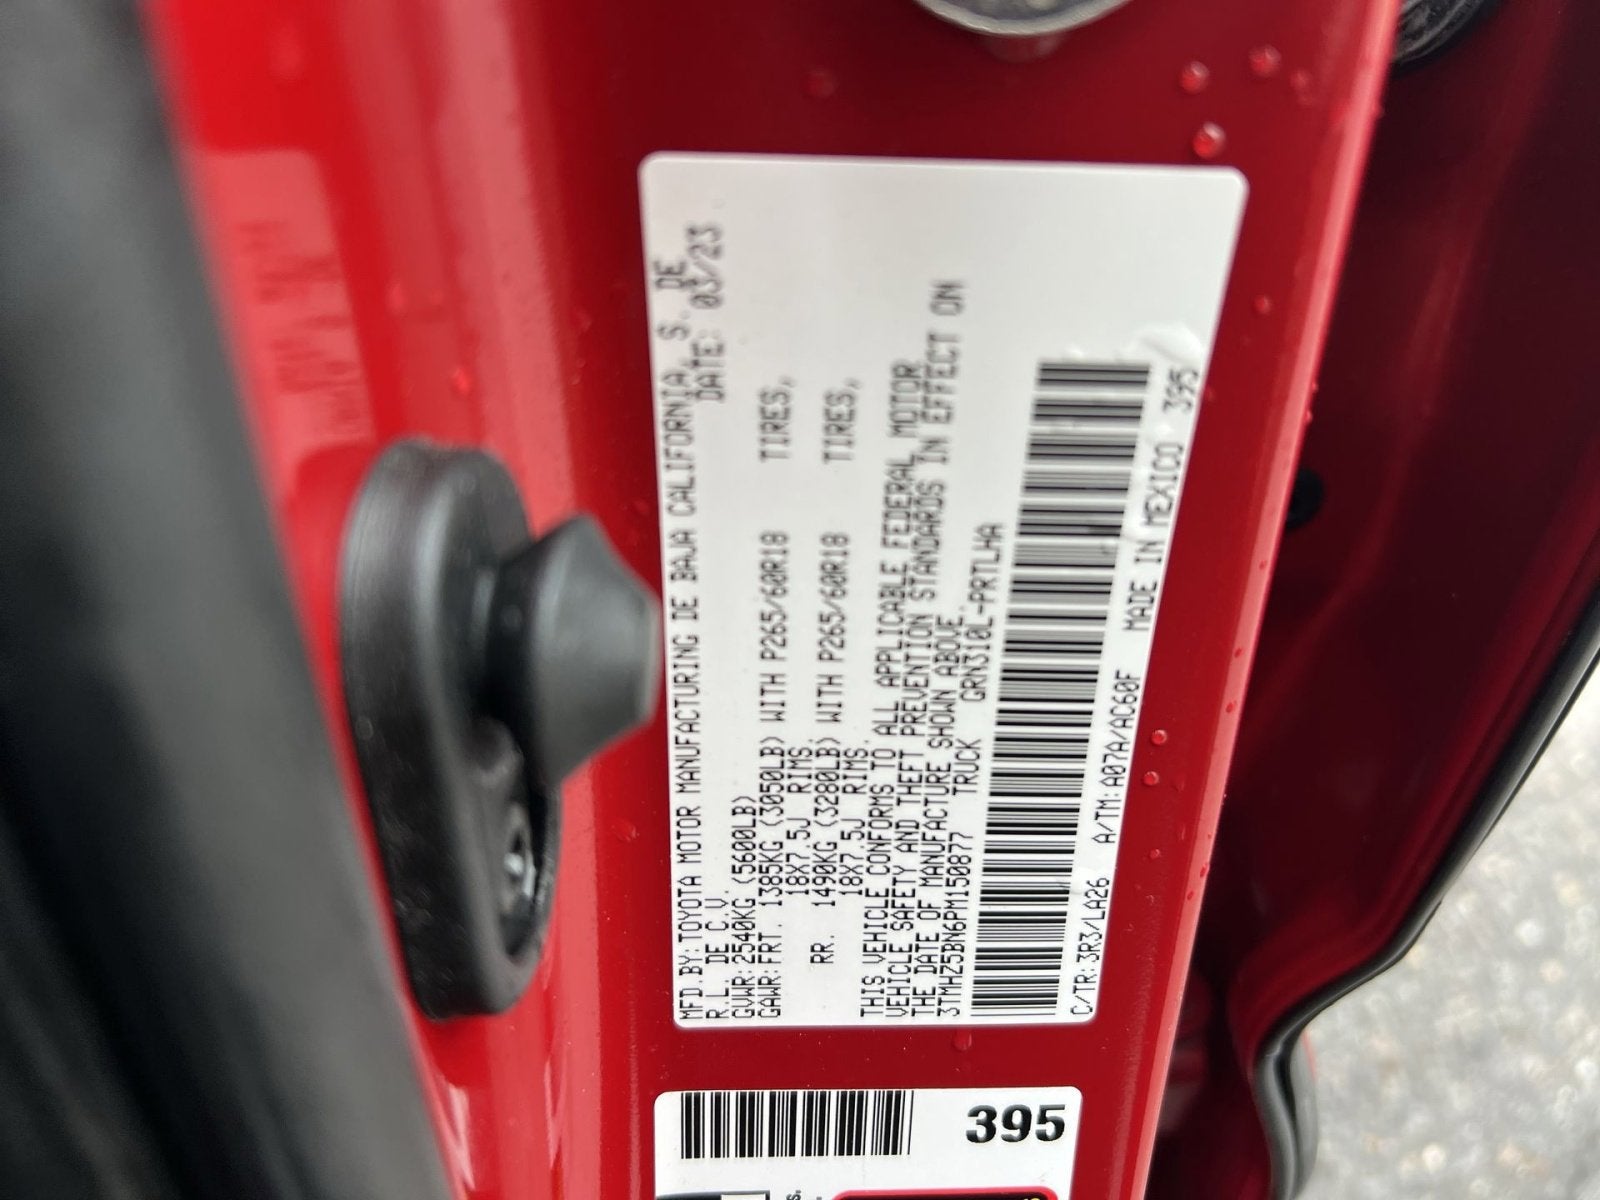 MFD.BY:TOYOTA MOTOR MANUFACTURING DE BAJA CALIFORNIA, S. DE
R.L. DE C.V. DATE: 03/23
GVWR:2540KG (5600LB)
GAWR:FRT. 1385KG (3050LB) WITH P265/60R18 TIRES,
18X7.5J RIMS,
RR. 1490KG (3280LB) WITH P265/60R18 TIRES,
18X7.5J RIMS.
THIS VEHICLE CONFORMS TO ALL APPLICABLE FEDERAL MOTOR
VEHICLE SAFETY AND THEFT PREVENTION STANDARDS IN EFFECT ON
THE DATE OF MANUFACTURE SHOWN ABOVE.
3TMHZ5BN6PM150877 TRUCK GRN310L-PRTLHA
C/TR:3R3/LA26 A/TM:A07A/AC60F MADE IN MEXICO 395
395